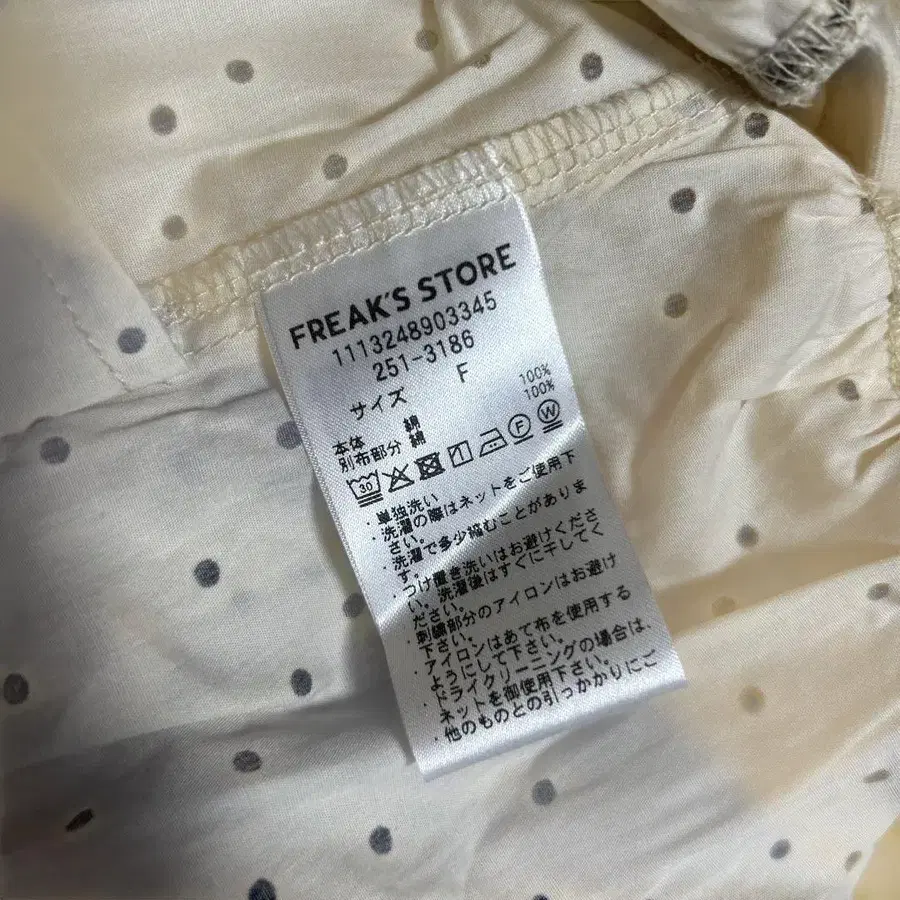 FREAK'S STORE
1113248903345
251-3186
サイズ F
本体 綿 100%
別布部分 綿 100%
30 F W
・単独洗い
・洗濯の際はネットをご使用下
さい。
・洗濯で多少縮むことがありま
す。
・つけ置き洗いはお避けくださ
い。洗濯後はすぐに干してく
ださい。
・刺繍部分のアイロンはお避け
下さい。
・アイロンはあて布を使用する
ようにして下さい。
・ドライクリーニングの場合は、
ネットを御使用下さい。
・他のものとの引っかかりにご